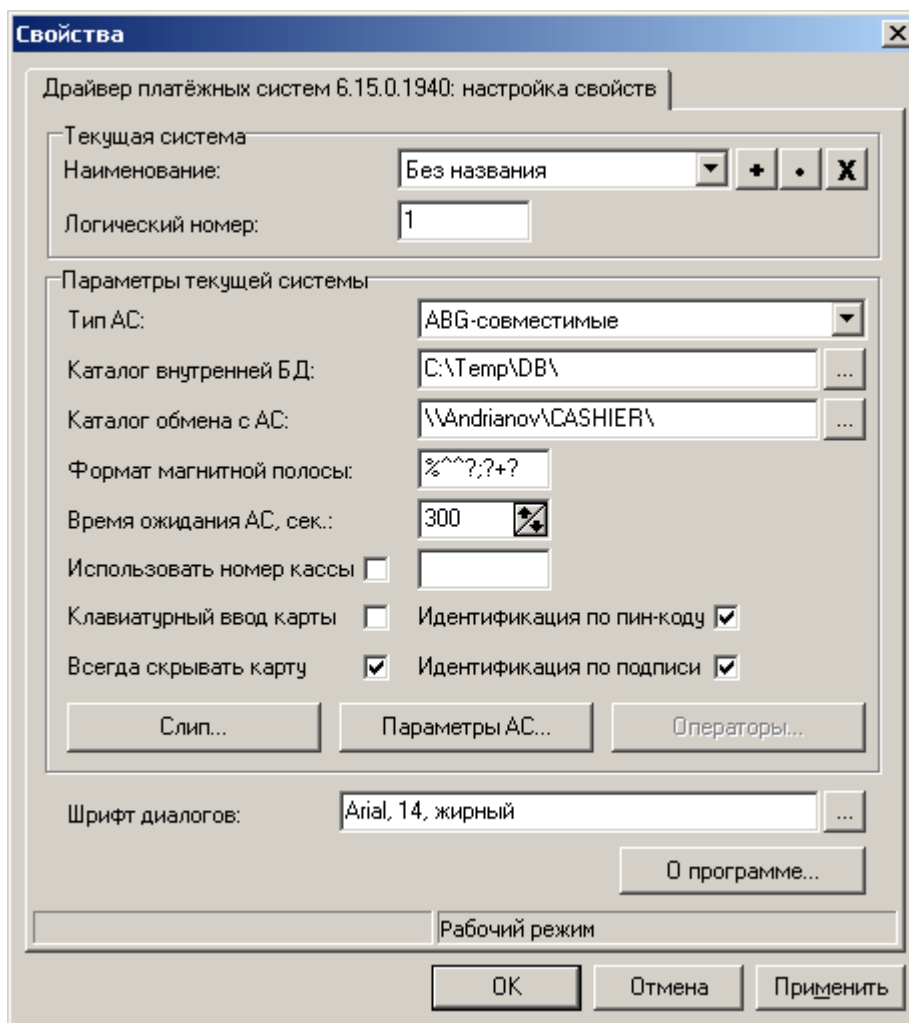 Свойства
Драйвер платёжных систем 6.15.0.1940: настройка свойств
Текущая система
Наименование: Без названия + • X
Логический номер: 1
Параметры текущей системы
Тип АС: ABG-совместимые
Каталог внутренней БД: C:\Temp\DB\ ...
Каталог обмена с АС: \\Andrianov\CASHIER\ ...
Формат магнитной полосы: %^^?;?+?
Время ожидания АС, сек.: 300
Использовать номер кассы
Клавиатурный ввод карты Идентификация по пин-коду
Всегда скрывать карту Идентификация по подписи
Слип... Параметры АС... Операторы...
Шрифт диалогов: Arial, 14, жирный ...
О программе...
Рабочий режим
OK Отмена Применить